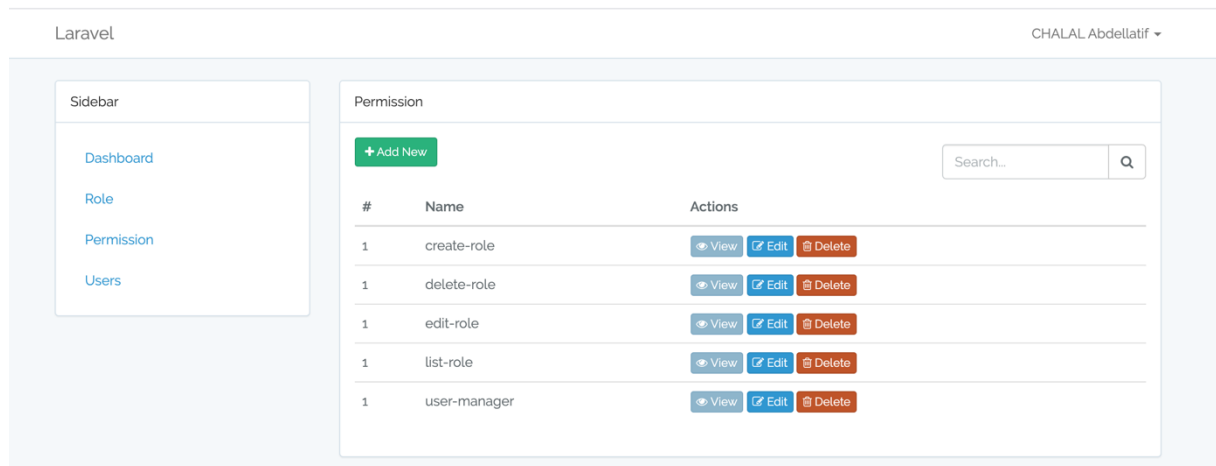 Laravel
CHALAL Abdellatif
Sidebar
Dashboard
Role
Permission
Users
Permission
Add New
Search...
# Name Actions
1 create-role View Edit Delete
1 delete-role View Edit Delete
1 edit-role View Edit Delete
1 list-role View Edit Delete
1 user-manager View Edit Delete